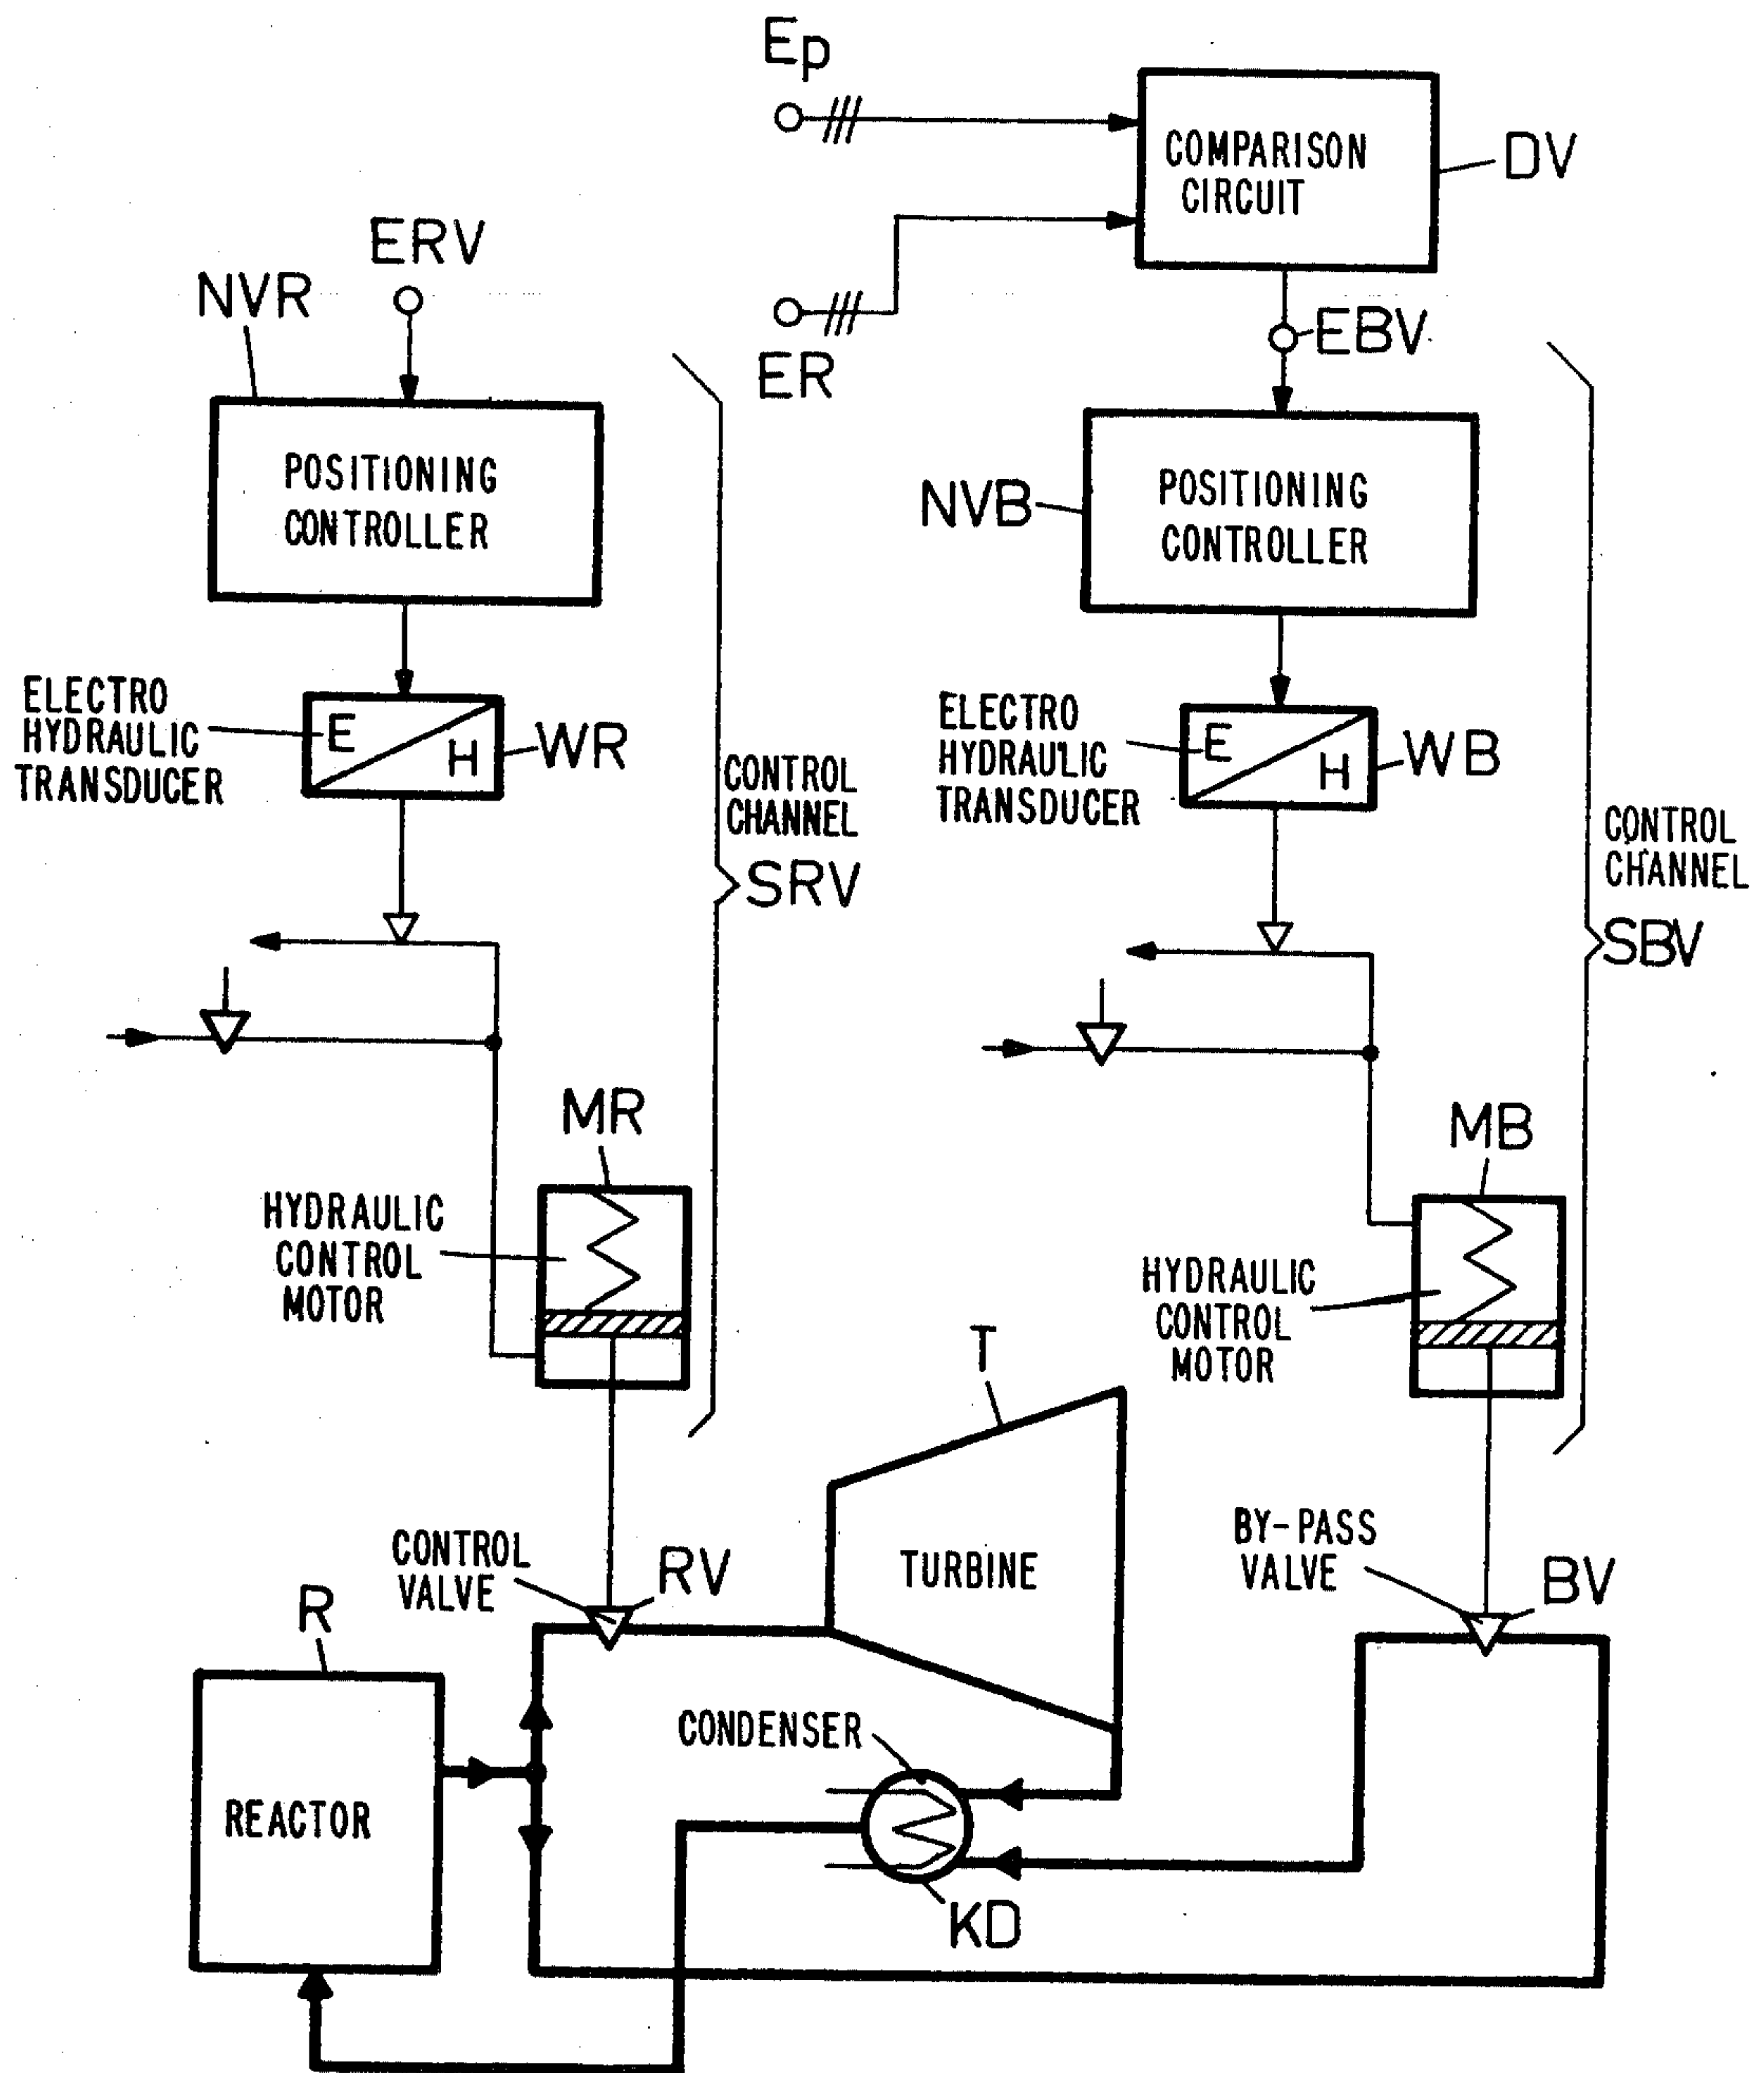 Ep
COMPARISON
CIRCUIT
DV
ERV
NVR
ER
EBV
POSITIONING
CONTROLLER
NVB
POSITIONING
CONTROLLER
ELECTRO
HYDRAULIC
TRANSDUCER
E
H
WR
CONTROL
CHANNEL
SRV
ELECTRO
HYDRAULIC
TRANSDUCER
E
H
WB
CONTROL
CHANNEL
SBV
MR
HYDRAULIC
CONTROL
MOTOR
MB
HYDRAULIC
CONTROL
MOTOR
T
TURBINE
CONTROL
VALVE
RV
BY-PASS
VALVE
BV
R
REACTOR
CONDENSER
KD